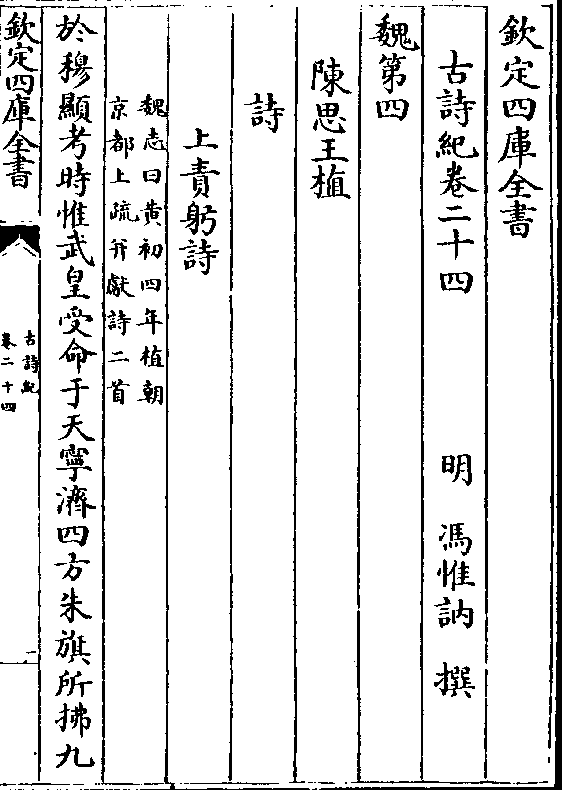 欽定四庫全書
古詩紀卷二十四　　明　馮惟訥　撰
魏第四
陳思王植
詩
上責躬詩
魏志曰黃初四年植朝
京都上疏幷獻詩二首
於穆顯考時惟武皇受命于天寧濟四方朱旗所拂九
欽定四庫全書
古詩紀
卷二十四
一